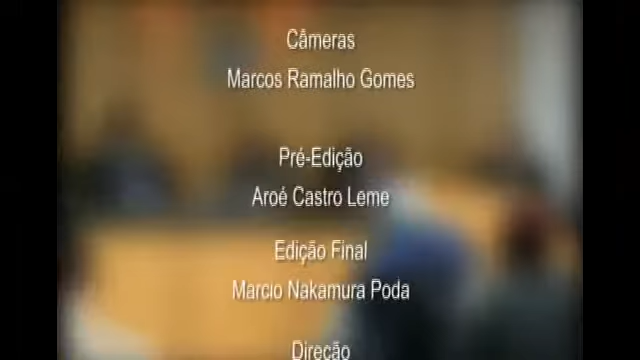 Câmeras
Marcos Ramalho Gomes
Pré-Edição
Aroé Castro Leme
Edição Final
Marcio Nakamura Poda
Direção